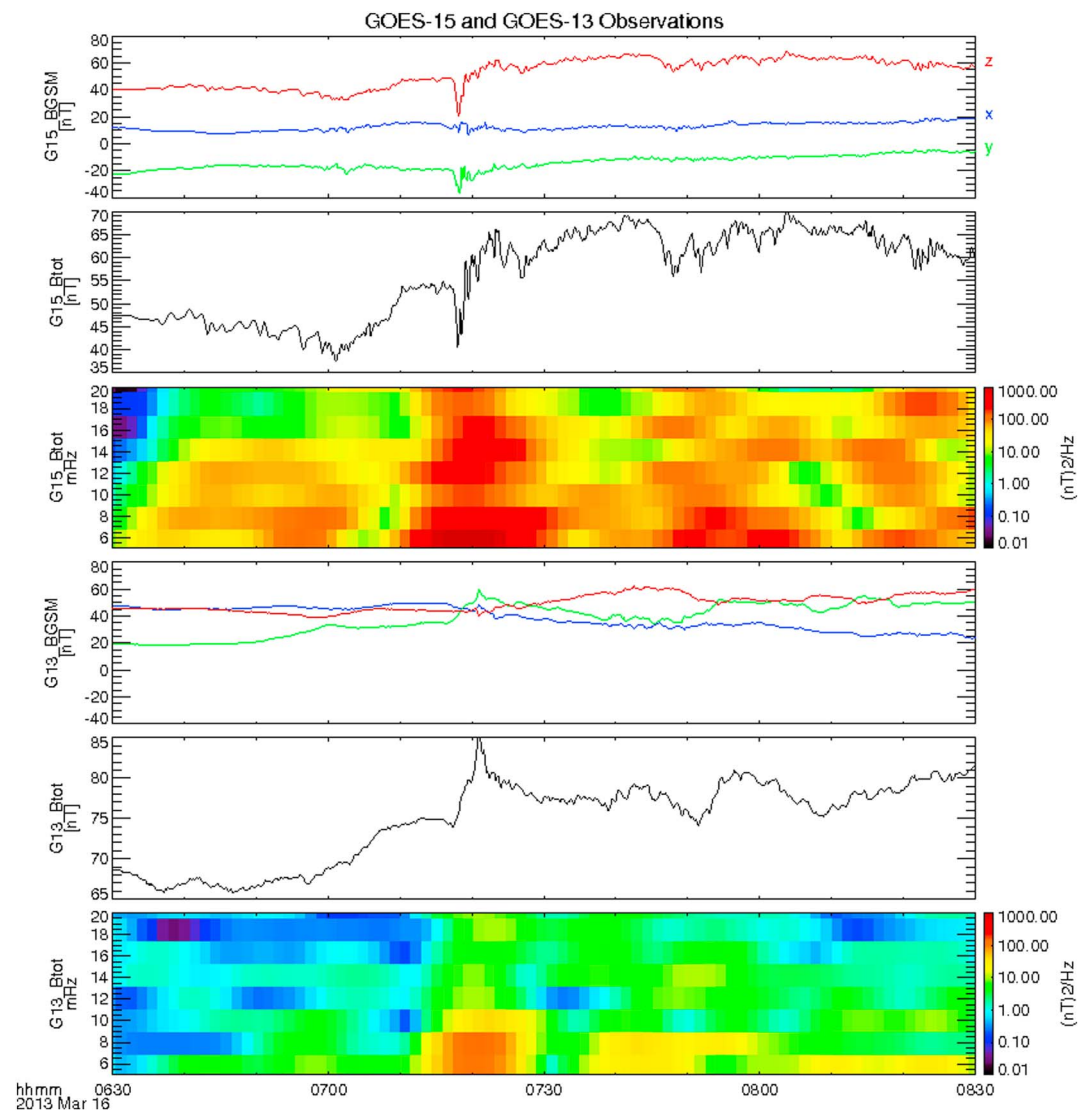 GOES-15 and GOES-13 Observations
80
60
40
20
0
-20
-40
G15_BGSM
[nT]
z
x
y
70
65
60
55
50
45
40
35
G15_Btot
[nT]
20
18
16
14
12
10
8
6
G15_Btot
mHz
1000.00
100.00
10.00
1.00
0.10
0.01
(nT)2/Hz
80
60
40
20
0
-20
-40
G13_BGSM
[nT]
85
80
75
70
65
G13_Btot
[nT]
20
18
16
14
12
10
8
6
G13_Btot
mHz
1000.00
100.00
10.00
1.00
0.10
0.01
(nT)2/Hz
hhmm 0630 0700 0730 0800 0830
2013 Mar 16